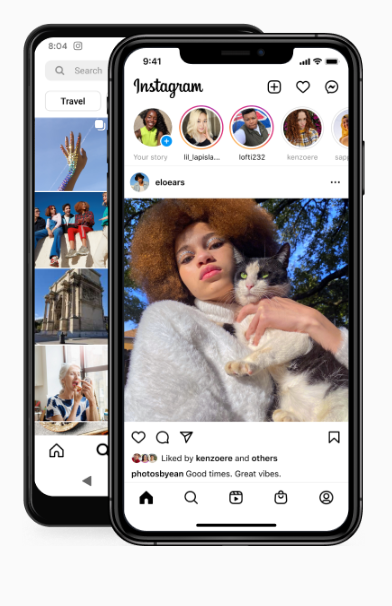 8:04
Search
Travel
9:41
Instagram
Your story
lil_lapisla...
lofti232
kenzoere
sapp
eloears
Liked by kenzoere and others
photosbyean Good times. Great vibes.